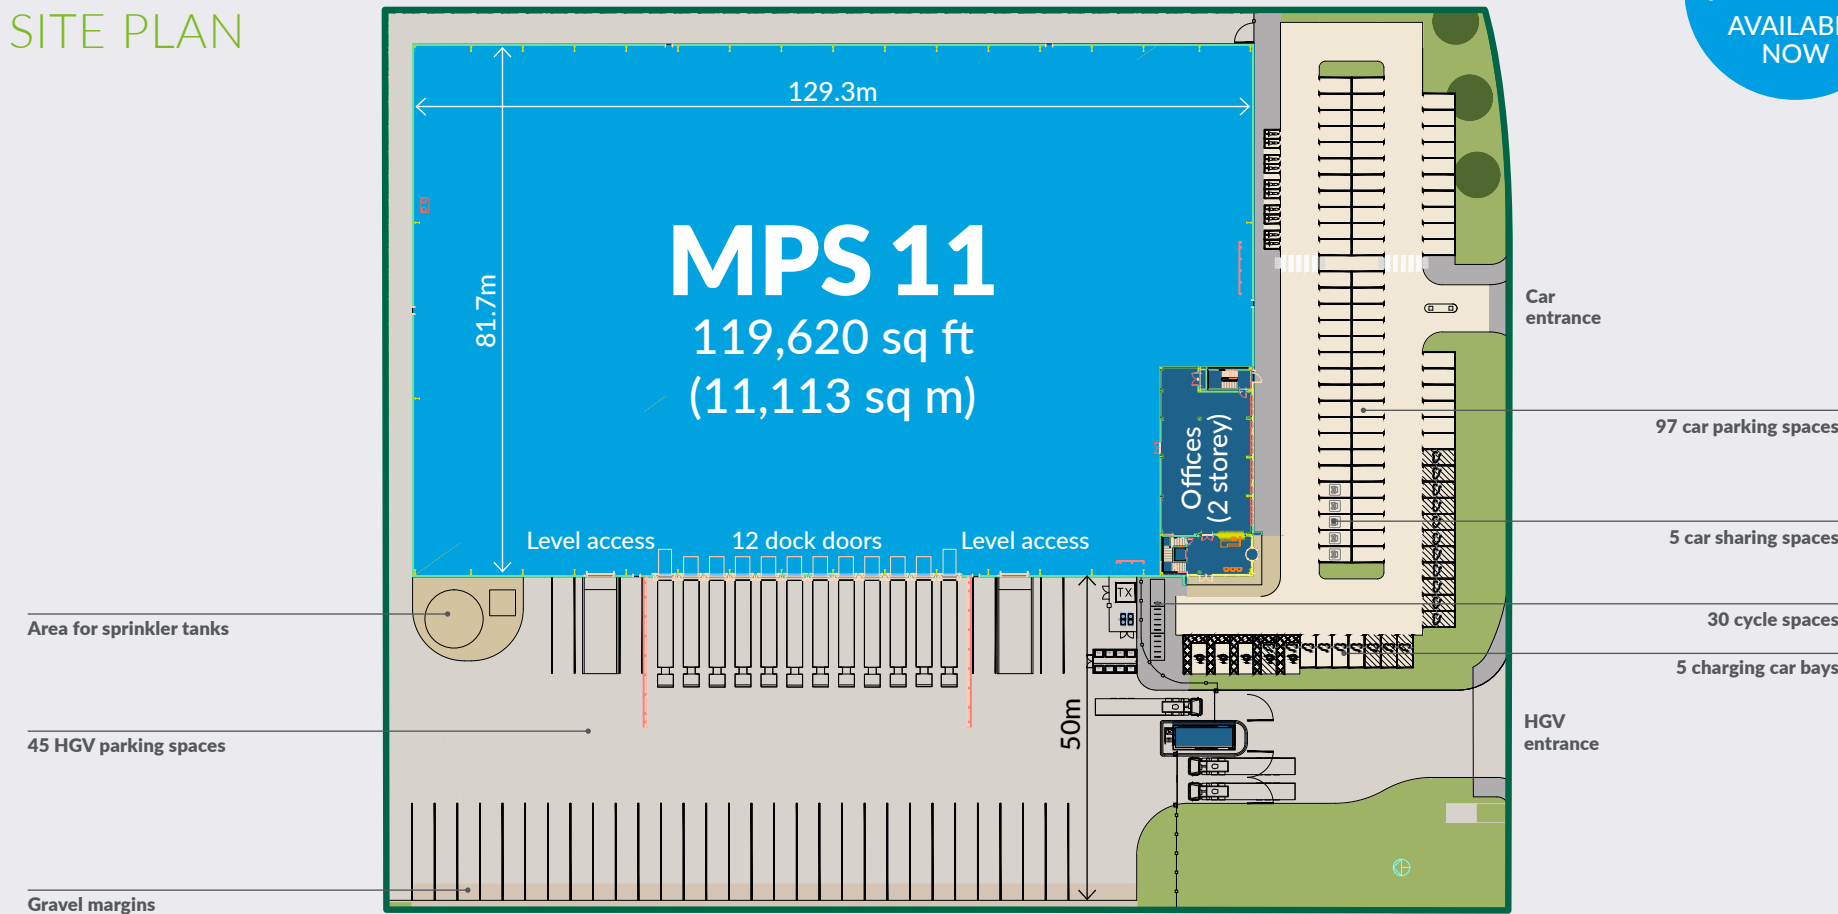 SITE PLAN
AVAILABLE
NOW
129.3m
81.7m
MPS 11
119,620 sq ft
(11,113 sq m)
Offices
(2 storey)
Level access
12 dock doors
Level access
TX
50m
Car
entrance
97 car parking spaces
5 car sharing spaces
30 cycle spaces
5 charging car bays
HGV
entrance
Area for sprinkler tanks
45 HGV parking spaces
Gravel margins